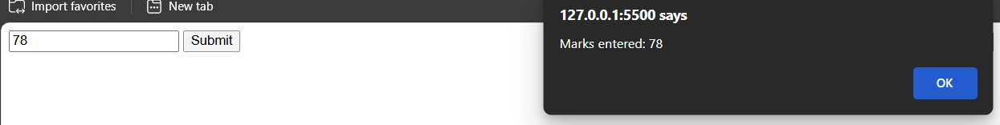 Import favorites
New tab
127.0.0.1:5500 says
78
Submit
Marks entered: 78
OK